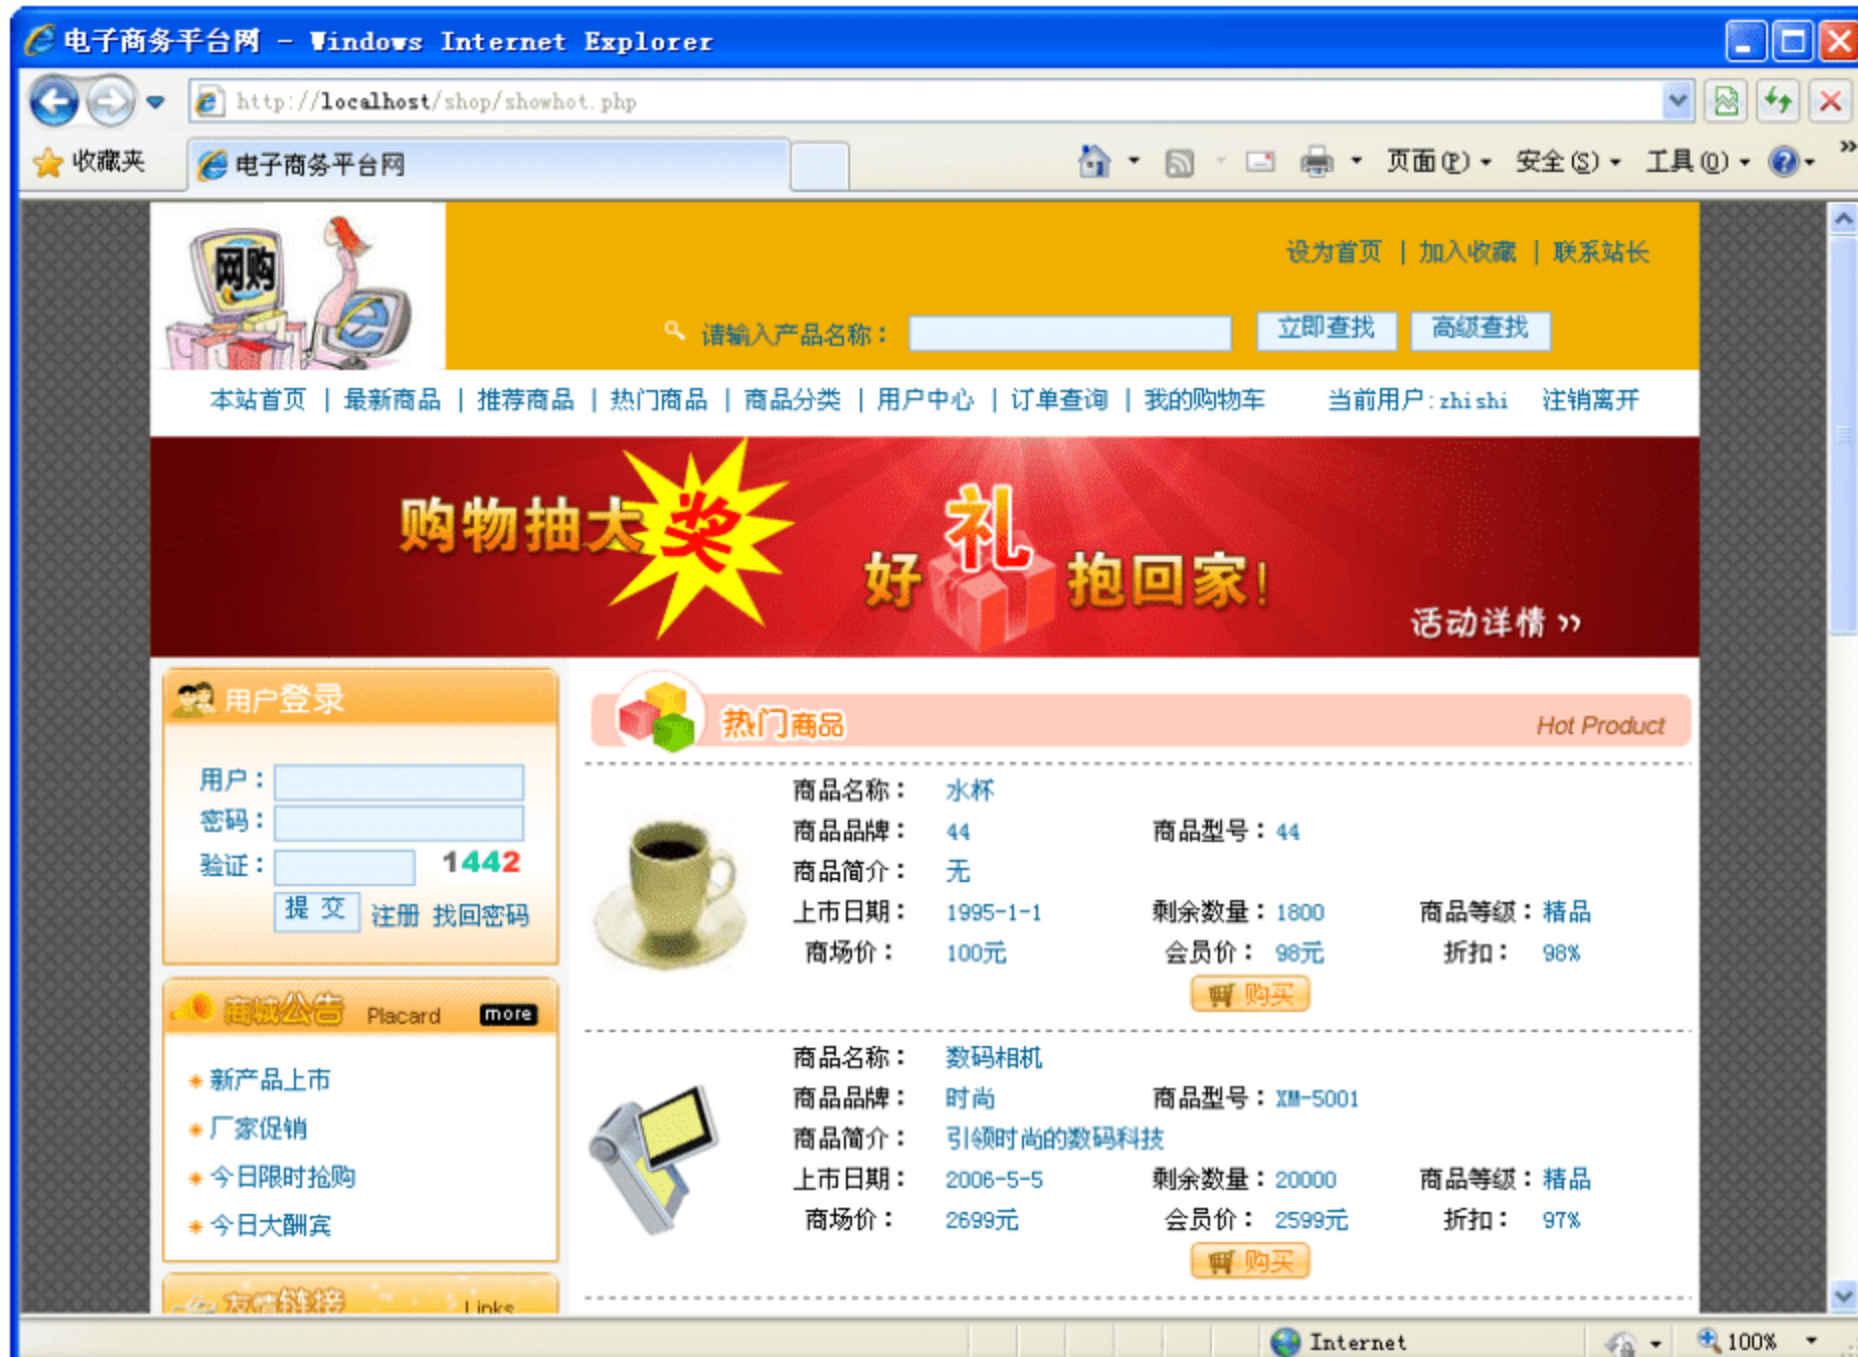 电子商务平台网 - Windows Internet Explorer
http://localhost/shop/showhot.php
收藏夹 电子商务平台网 页面(P) 安全(S) 工具(O) »
网购
设为首页 | 加入收藏 | 联系站长
请输入产品名称： 立即查找 高级查找
本站首页 | 最新商品 | 推荐商品 | 热门商品 | 商品分类 | 用户中心 | 订单查询 | 我的购物车 当前用户:zhishi 注销离开
购物抽大奖
好礼抱回家!
活动详情 >>
用户登录
用户：
密码：
验证： 1442
提 交 注册 找回密码
商城公告 Placard more
新产品上市
厂家促销
今日限时抢购
今日大酬宾
友情链接 Links
热门商品 Hot Product
商品名称： 水杯
商品品牌： 44 商品型号：44
商品简介： 无
上市日期： 1995-1-1 剩余数量：1800 商品等级：精品
商场价： 100元 会员价： 98元 折扣： 98%
购买
商品名称： 数码相机
商品品牌： 时尚 商品型号：XM-5001
商品简介： 引领时尚的数码科技
上市日期： 2006-5-5 剩余数量：20000 商品等级：精品
商场价： 2699元 会员价： 2599元 折扣： 97%
购买
Internet 100%